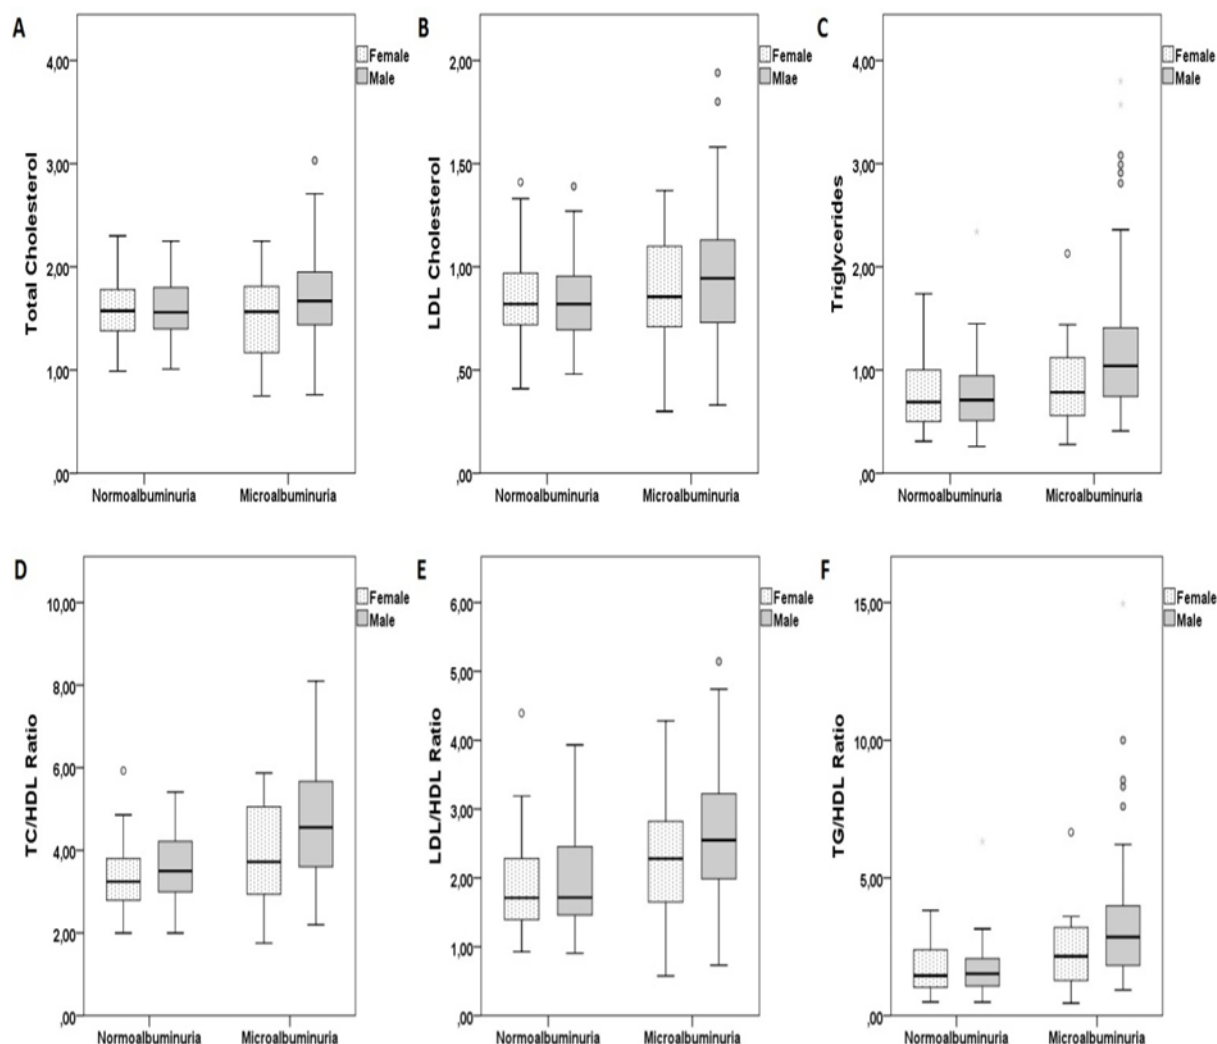 A
Total Cholesterol
4,00
3,00
2,00
1,00
,00
Normoalbuminuria Microalbuminuria
Female
Male
B
LDL Cholesterol
2,00
1,50
1,00
,50
,00
Normoalbuminuria Microalbuminuria
Female
Mlae
C
Triglycerides
4,00
3,00
2,00
1,00
,00
Normoalbuminuria Microalbuminuria
Female
Male
D
TC/HDL Ratio
10,00
8,00
6,00
4,00
2,00
,00
Normoalbuminuria Microalbuminuria
Female
Male
E
LDL/HDL Ratio
6,00
5,00
4,00
3,00
2,00
1,00
,00
Normoalbuminuria Microalbuminuria
Female
Male
F
TG/HDL Ratio
15,00
10,00
5,00
,00
Normoalbuminuria Microalbuminuria
Female
Male